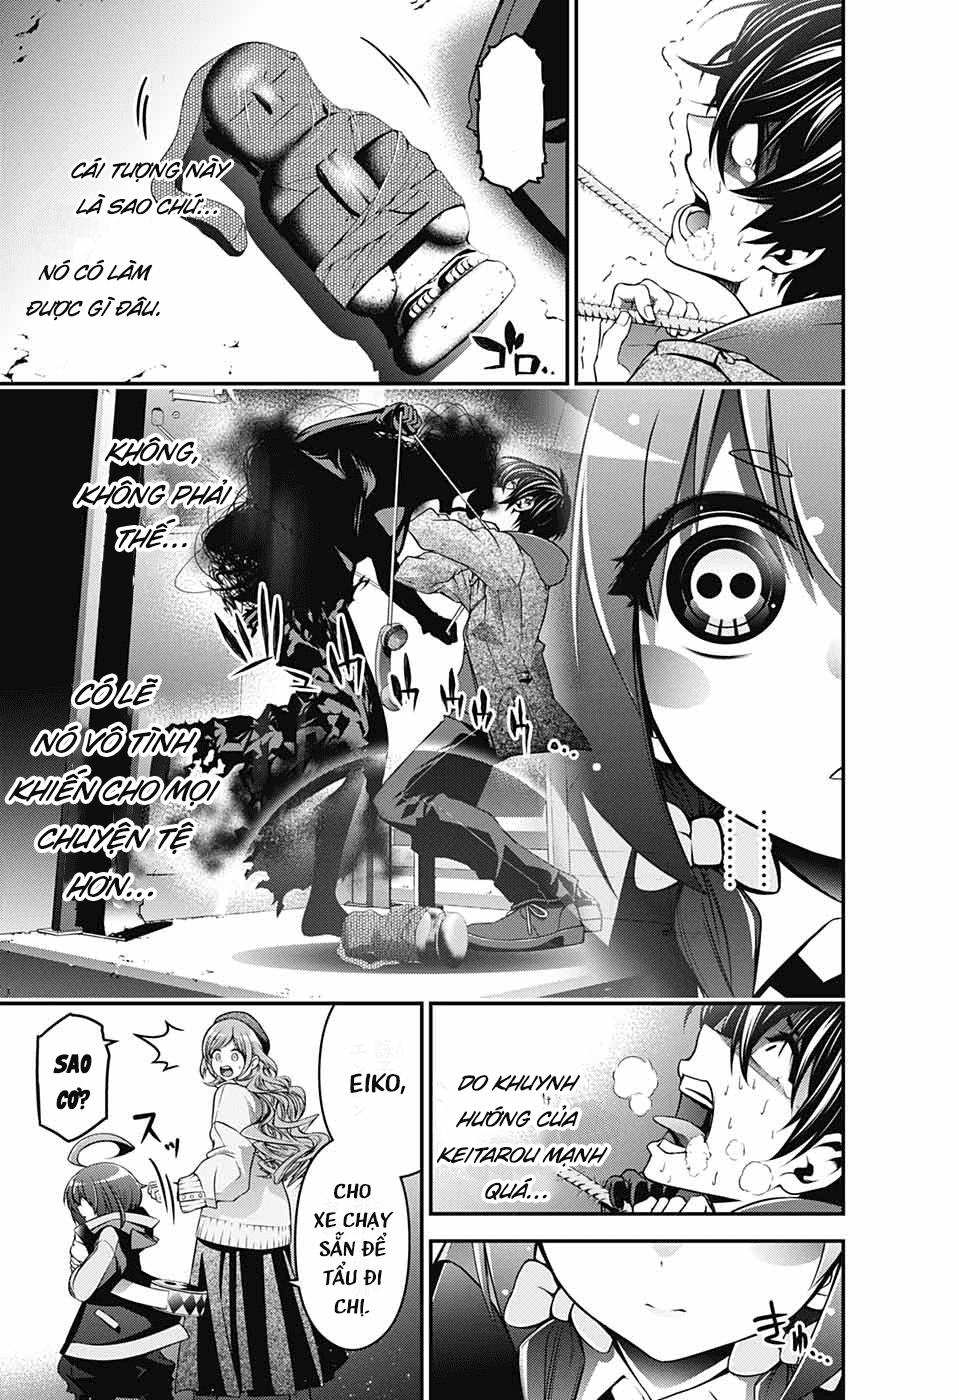 CÁI TƯỢNG NÀY
LÀ SAO CHỨ...
NÓ CÓ LÀM
ĐƯỢC GÌ ĐÂU.
ゴロ..
KHÔNG,
KHÔNG PHẢI
THẾ...
CÓ LẼ
NÓ VÔ TÌNH
KHIẾN CHO MỌI
CHUYỆN TỆ
HƠN...
DO KHUYNH
HƯỚNG CỦA
KEITAROU MẠNH
QUÁ...
きゅ...
EIKO,
CHO
XE CHẠY
SẴN ĐỂ
TẨU ĐI
CHỊ.
SAO
CƠ?
スッ